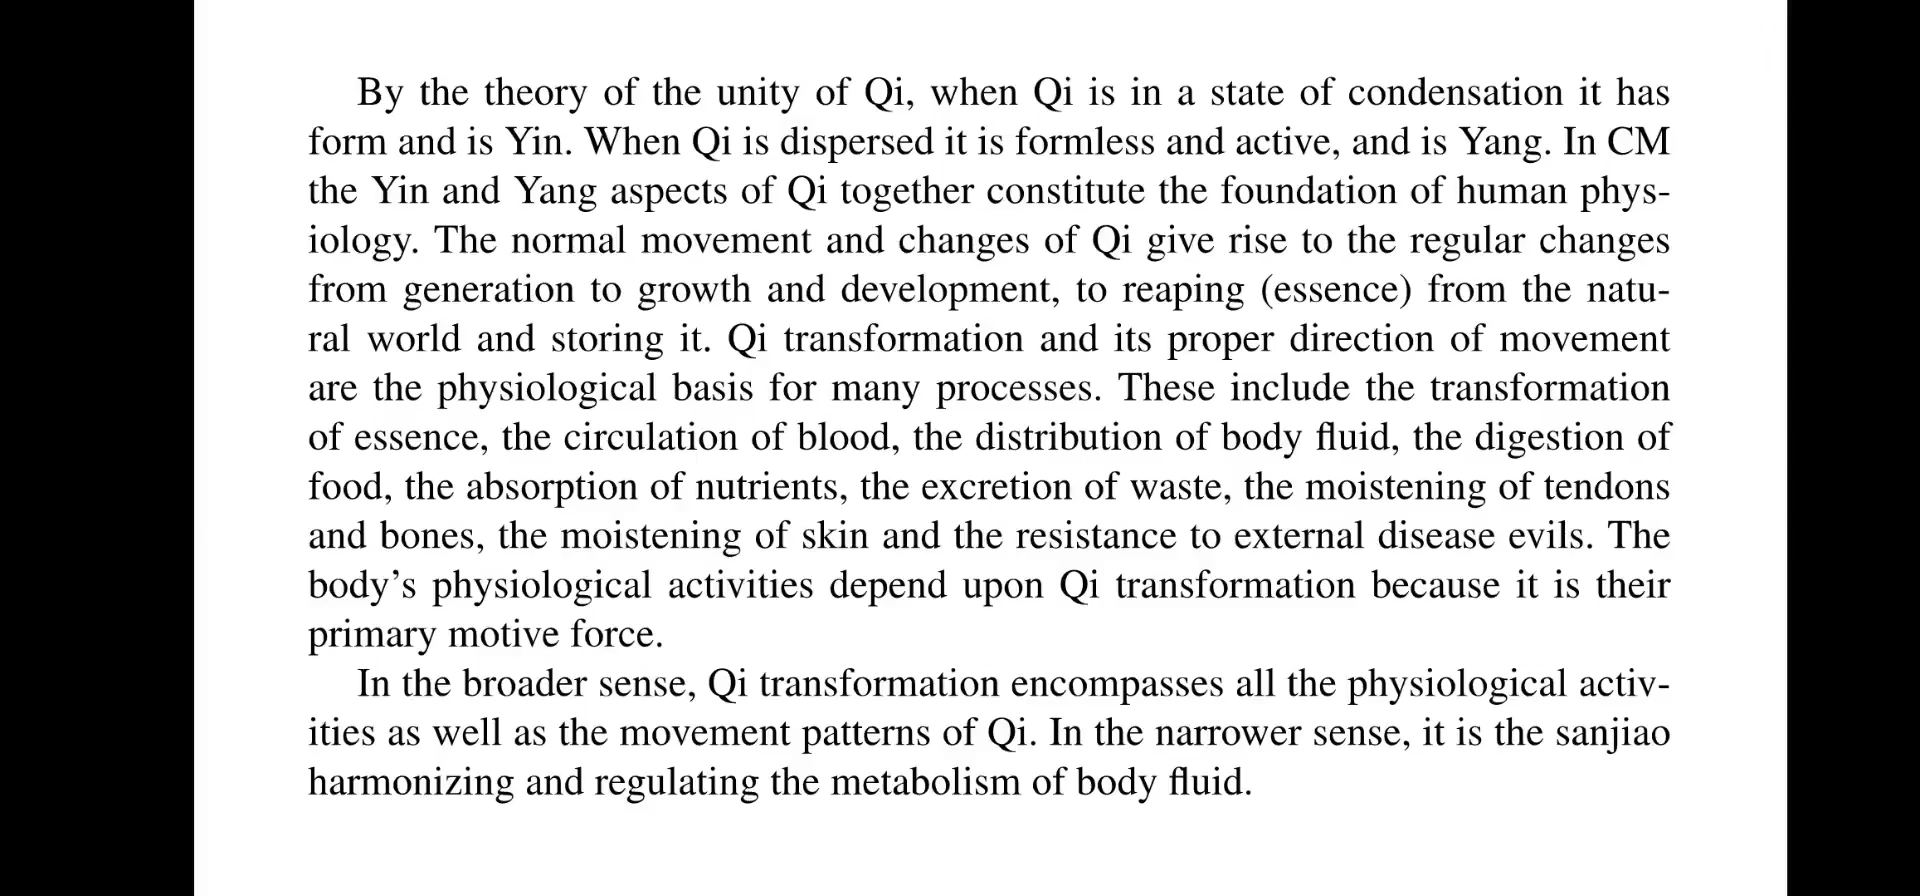 By the theory of the unity of Qi, when Qi is in a state of condensation it has
form and is Yin. When Qi is dispersed it is formless and active, and is Yang. In CM
the Yin and Yang aspects of Qi together constitute the foundation of human phys-
iology. The normal movement and changes of Qi give rise to the regular changes
from generation to growth and development, to reaping (essence) from the natu-
ral world and storing it. Qi transformation and its proper direction of movement
are the physiological basis for many processes. These include the transformation
of essence, the circulation of blood, the distribution of body fluid, the digestion of
food, the absorption of nutrients, the excretion of waste, the moistening of tendons
and bones, the moistening of skin and the resistance to external disease evils. The
body’s physiological activities depend upon Qi transformation because it is their
primary motive force.
In the broader sense, Qi transformation encompasses all the physiological activ-
ities as well as the movement patterns of Qi. In the narrower sense, it is the sanjiao
harmonizing and regulating the metabolism of body fluid.